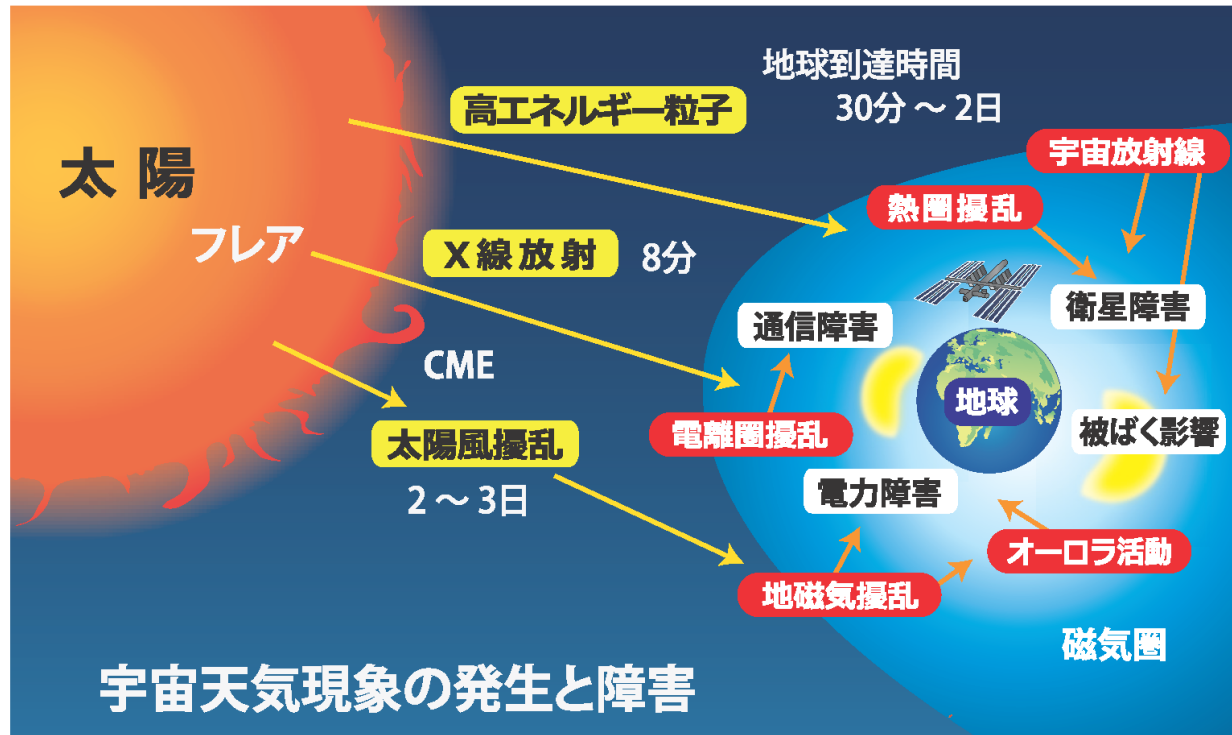 地球到達時間
高エネルギー粒子
30分 ~ 2日
宇宙放射線
太陽
熱圏擾乱
フレア
X線放射
8分
衛星障害
通信障害
CME
地球
電離圏擾乱
被ばく影響
太陽風擾乱
2 ~ 3日
電力障害
オーロラ活動
地磁気擾乱
磁気圏
宇宙天気現象の発生と障害